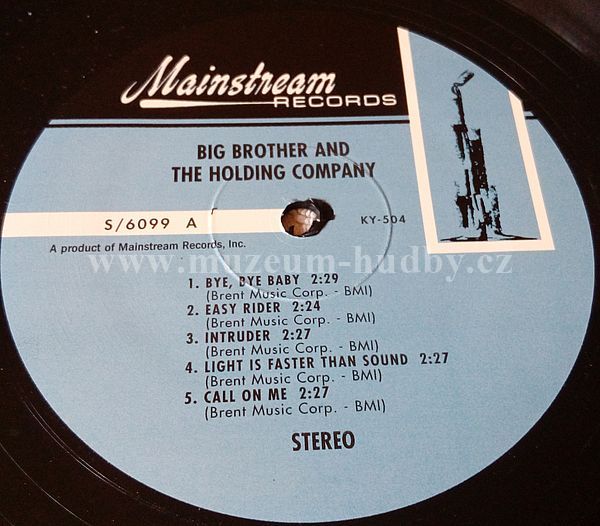 Mainstream
RECORDS
BIG BROTHER AND
THE HOLDING COMPANY
S/6099 A
KY-504
A product of Mainstream Records, Inc.
www.muzeum-hudby.cz
1. BYE, BYE BABY 2:29
(Brent Music Corp. - BMI)
2. EASY RIDER 2:24
(Brent Music Corp. - BMI)
3. INTRUDER 2:27
(Brent Music Corp. - BMI)
4. LIGHT IS FASTER THAN SOUND 2:27
(Brent Music Corp. - BMI)
5. CALL ON ME 2:27
(Brent Music Corp. - BMI)
STEREO